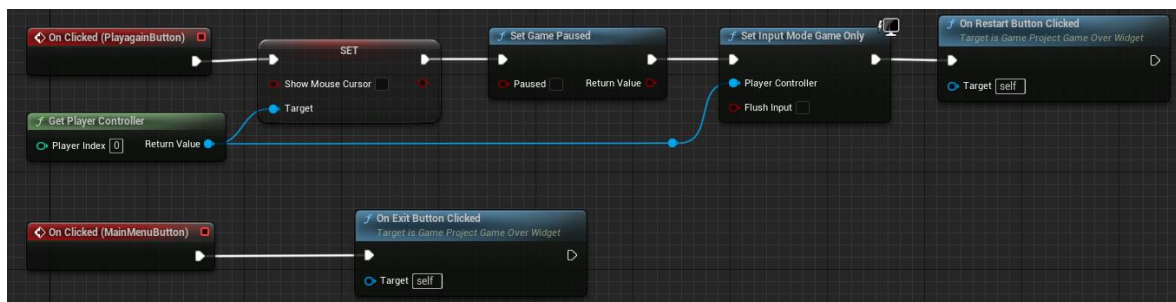 On Clicked (PlayagainButton)
SET
Show Mouse Cursor
Target
f Set Game Paused
Paused
Return Value
f Set Input Mode Game Only
Player Controller
Flush Input
f On Restart Button Clicked
Target is Game Project Game Over Widget
Target self
f Get Player Controller
Player Index 0
Return Value
On Clicked (MainMenuButton)
f On Exit Button Clicked
Target is Game Project Game Over Widget
Target self